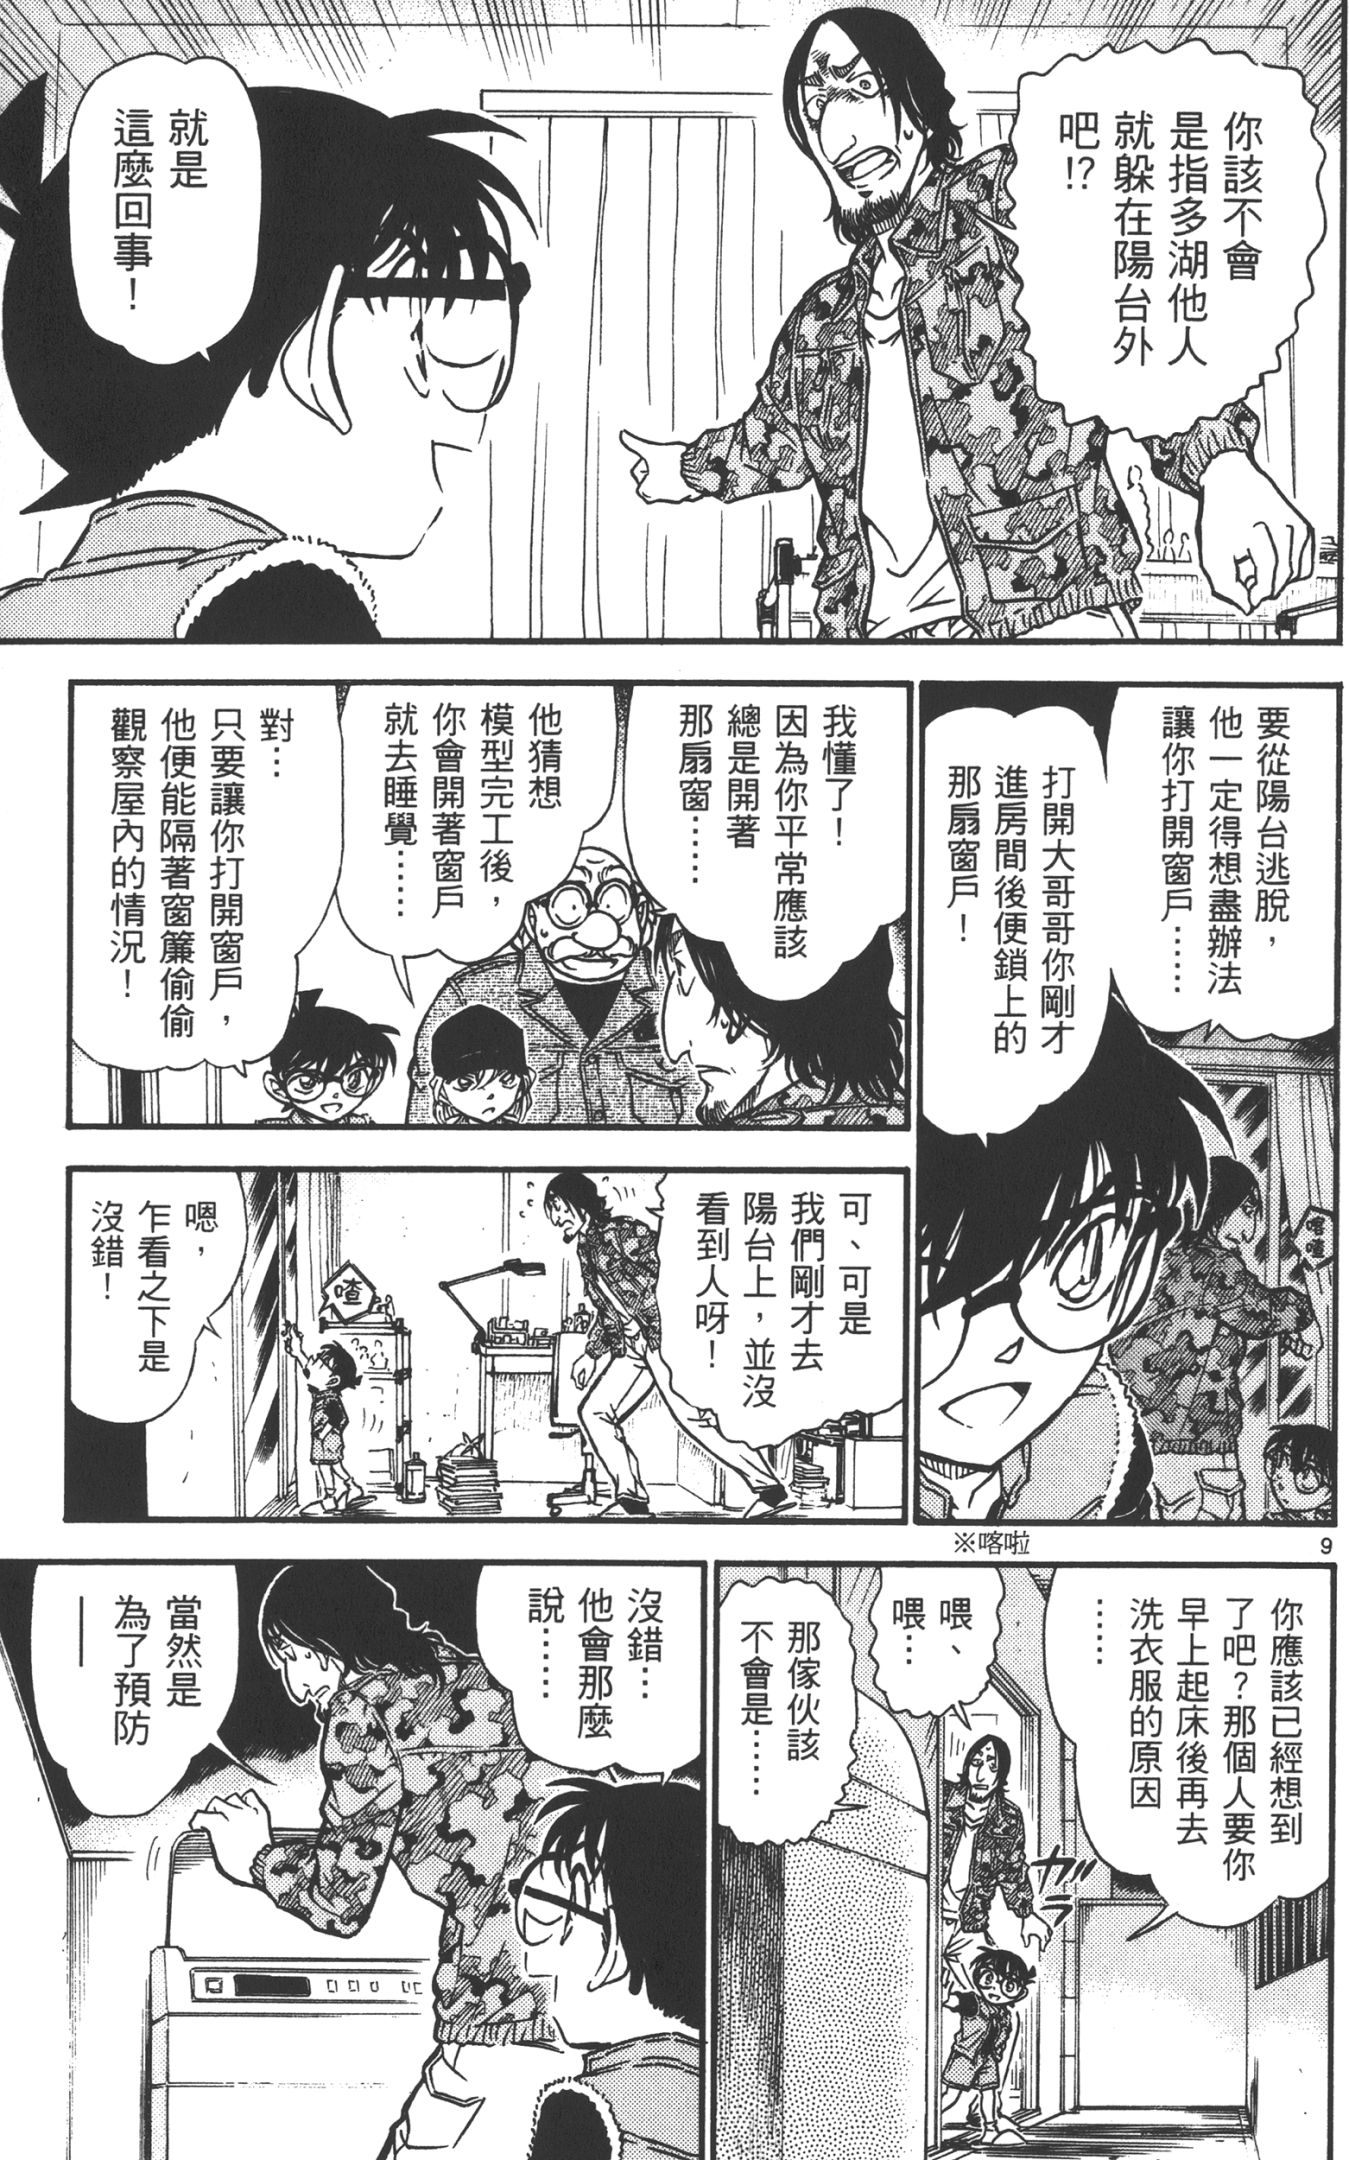 你該不會
是指多湖他人
就躲在陽台外
吧!?
就是
這麼回事！
要從陽台逃脫，
他一定得想盡辦法
讓你打開窗戶……
打開大哥哥你剛才
進房間後便鎖上的
那扇窗戶！
喀啦
我懂了！
因為你平常應該
總是開著
那扇窗……
他猜想
模型完工後，
你會開著窗戶
就去睡覺……
對…
只要讓你打開窗戶，
他便能隔著窗簾偷偷
觀察屋內的情況！
可、可是
我們剛才去
陽台上，並沒
看到人呀！
喳
嗯，
乍看之下是
沒錯！
※喀啦
9
你應該已經想到
了吧？那個人要你
早上起床後再去
洗衣服的原因
……
喂、
喂…
那傢伙該
不會是……
ガラ
沒錯…
他會那麼
說……
當然是
為了預防
——